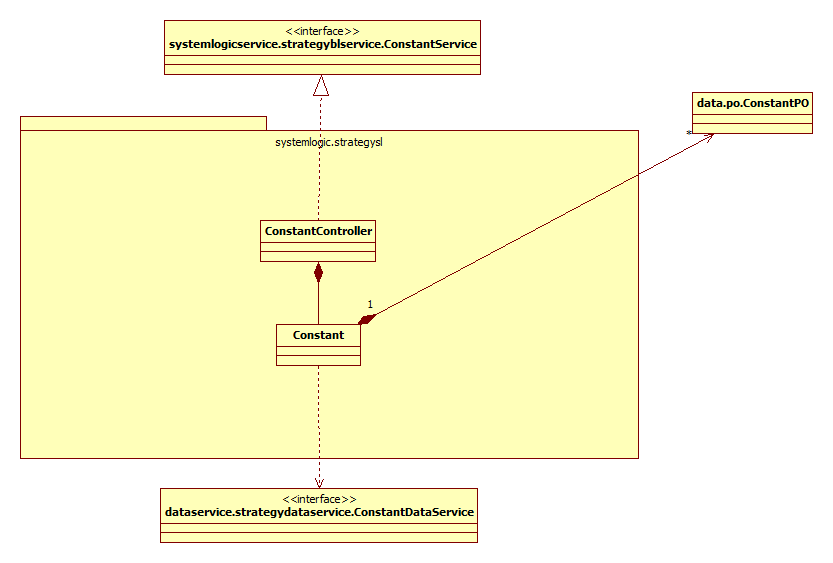 <<interface>>
systemlogicservice.strategyblservice.ConstantService
data.po.ConstantPO
*
systemlogic.strategysl
ConstantController
1
Constant
<<interface>>
dataservice.strategydataservice.ConstantDataService